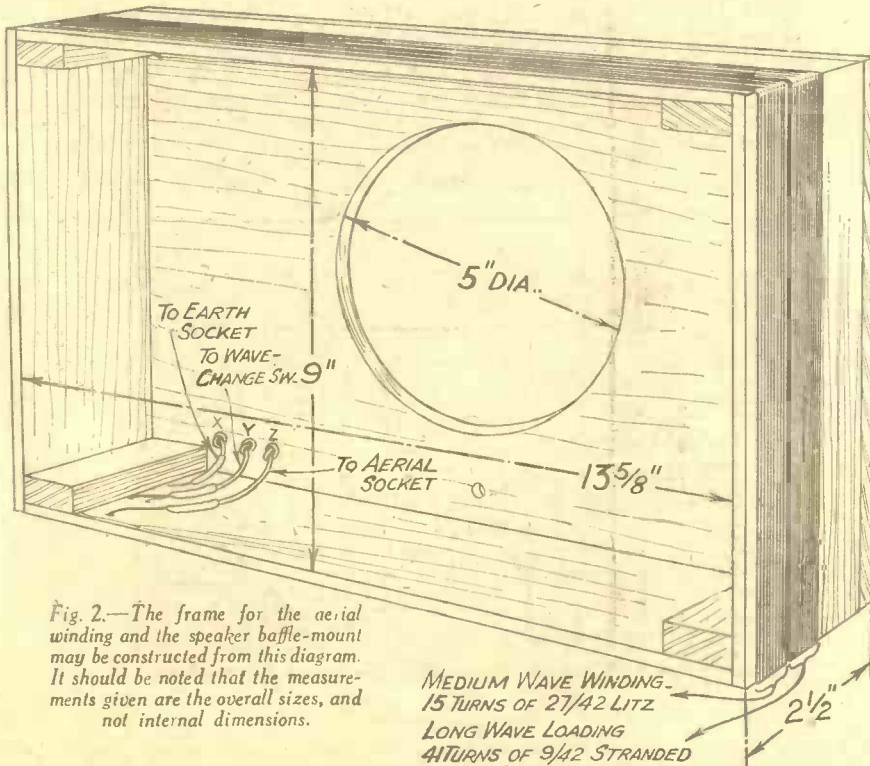 5" DIA.
TO EARTH
SOCKET
TO WAVE-
CHANGE SW.
9"
X Y Z
TO AERIAL
SOCKET
13 5/8"
Fig. 2.—The frame for the aerial
winding and the speaker baffle-mount
may be constructed from this diagram.
It should be noted that the measure-
ments given are the overall sizes, and
not internal dimensions.
MEDIUM WAVE WINDING_
15 TURNS OF 27/42 LITZ
LONG WAVE LOADING
41 TURNS OF 9/42 STRANDED
2 1/2"